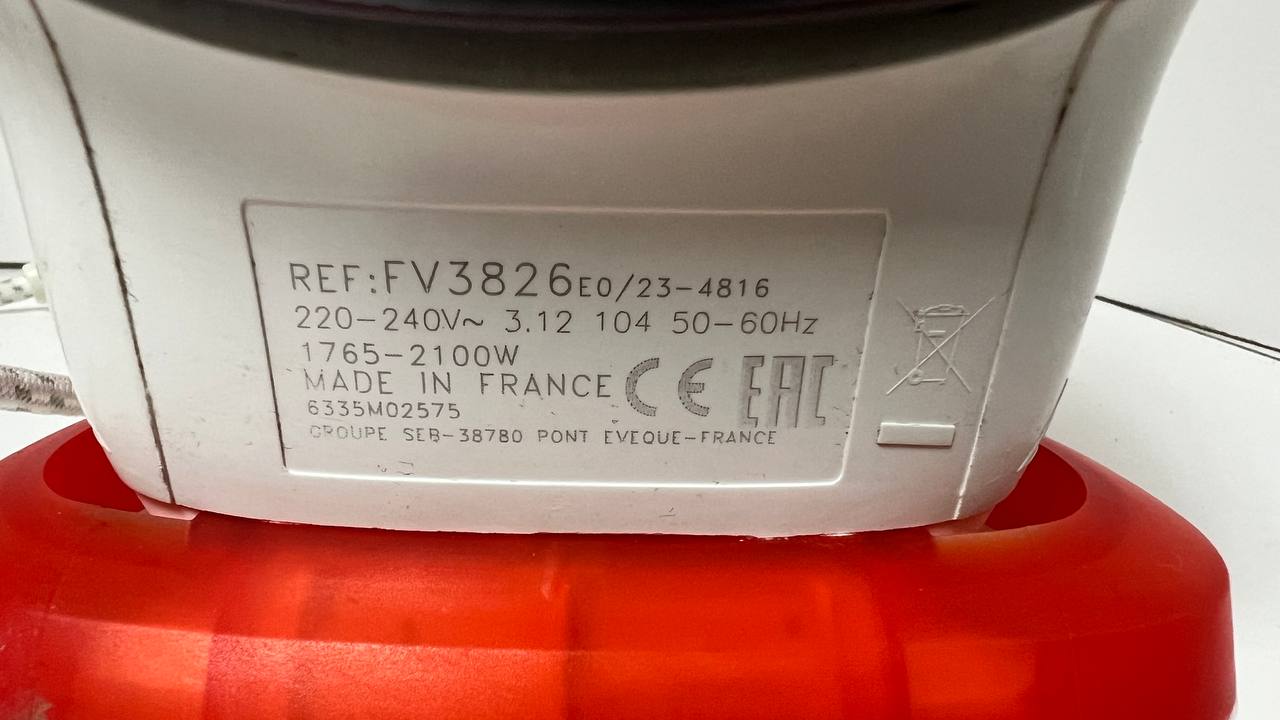 REF:FV3826E0/23-4816
220-240V~ 3.12 104 50-60Hz
1765-2100W
MADE IN FRANCE CE EAC
6335M02575
GROUPE SEB-38780 PONT EVEQUE-FRANCE